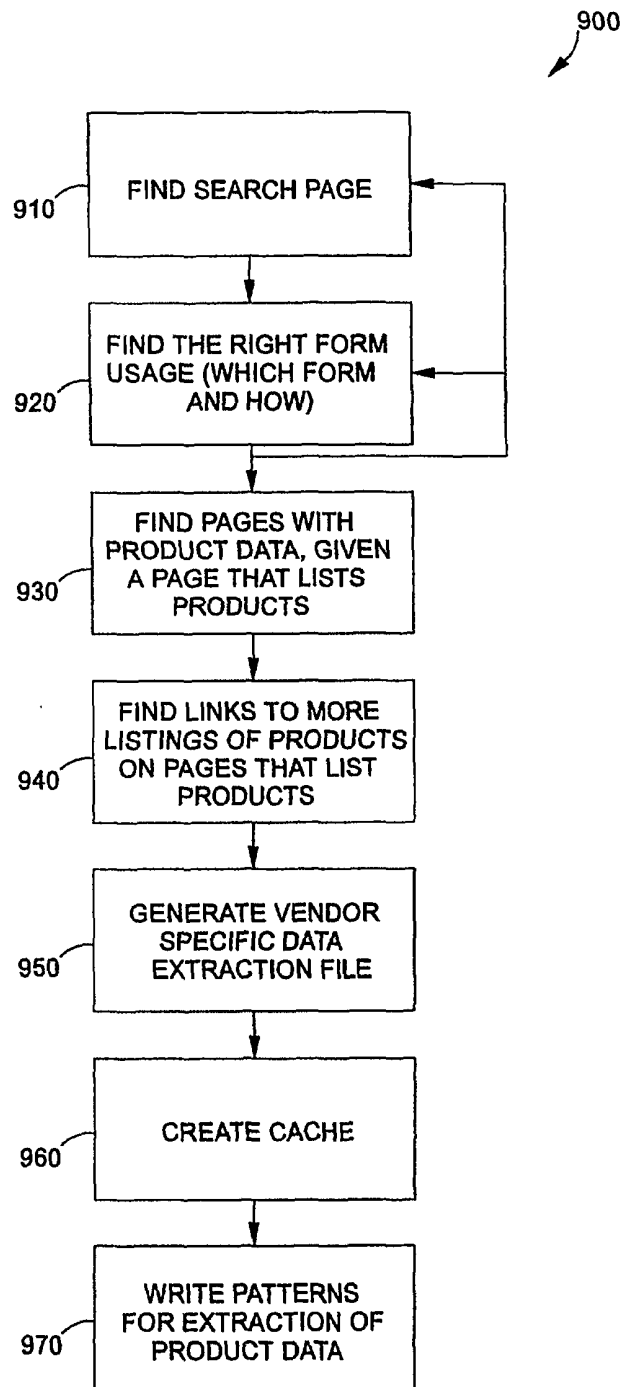 900
FIND SEARCH PAGE
910
FIND THE RIGHT FORM
USAGE (WHICH FORM
AND HOW)
920
FIND PAGES WITH
PRODUCT DATA, GIVEN
A PAGE THAT LISTS
PRODUCTS
930
FIND LINKS TO MORE
LISTINGS OF PRODUCTS
ON PAGES THAT LIST
PRODUCTS
940
GENERATE VENDOR
SPECIFIC DATA
EXTRACTION FILE
950
CREATE CACHE
960
WRITE PATTERNS
FOR EXTRACTION OF
PRODUCT DATA
970